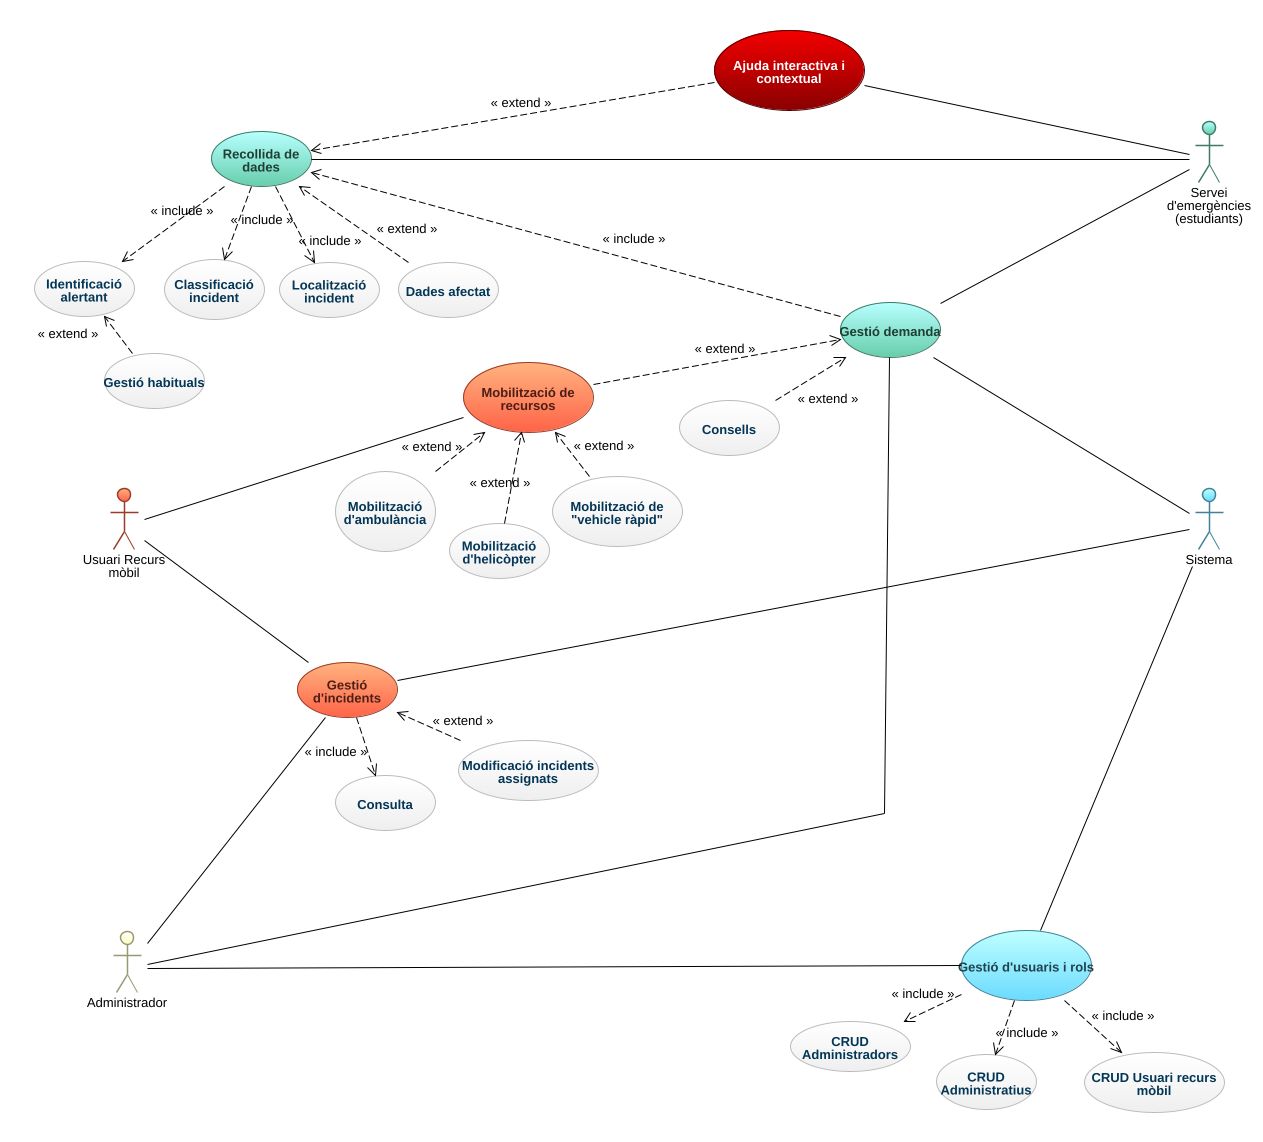 Ajuda interactiva i
contextual
« extend »
Recollida de
dades
Servei
d'emergències
(estudiants)
« include »
« include »
« include »
« extend »
« include »
Identificació
alertant
Classificació
incident
Localització
incident
Dades afectat
« extend »
Gestió habituals
Gestió demanda
« extend »
Mobilització de
recursos
« extend »
Consells
« extend »
« extend »
« extend »
Mobilització
d'ambulància
Mobilització
d'helicòpter
Mobilització de
"vehicle ràpid"
Usuari Recurs
mòbil
Sistema
Gestió
d'incidents
« extend »
« include »
Modificació incidents
assignats
Consulta
Administrador
Gestió d'usuaris i rols
« include »
« include »
« include »
CRUD
Administradors
CRUD
Administratius
CRUD Usuari recurs
mòbil